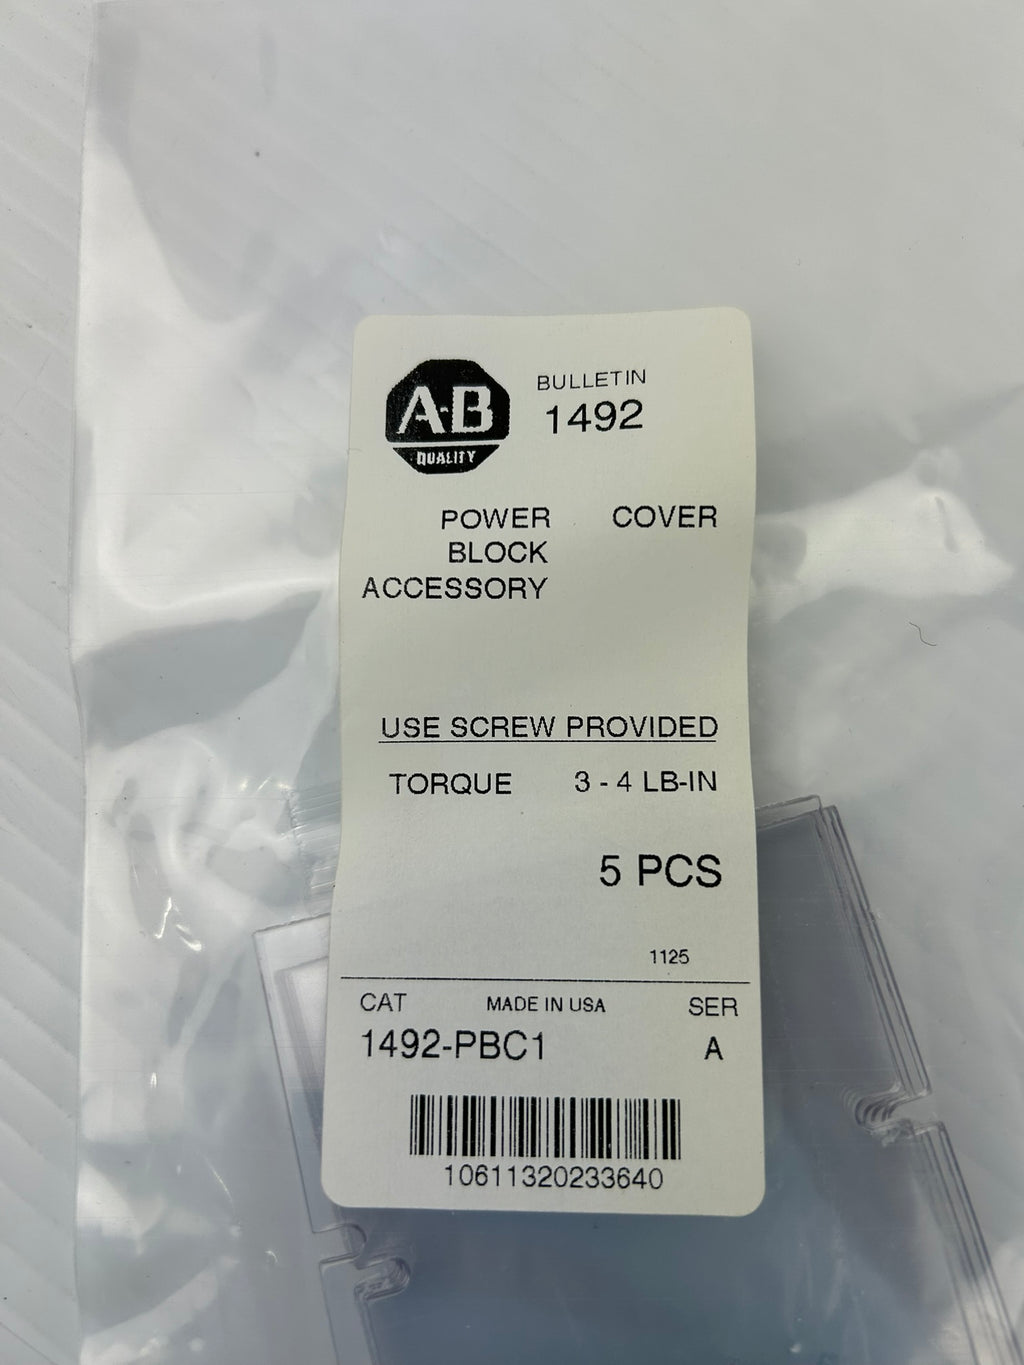 A-B
QUALITY
BULLETIN
1492
POWER COVER
BLOCK
ACCESSORY
USE SCREW PROVIDED
TORQUE 3 - 4 LB-IN
5 PCS
1125
CAT MADE IN USA SER
1492-PBC1 A
10611320233640